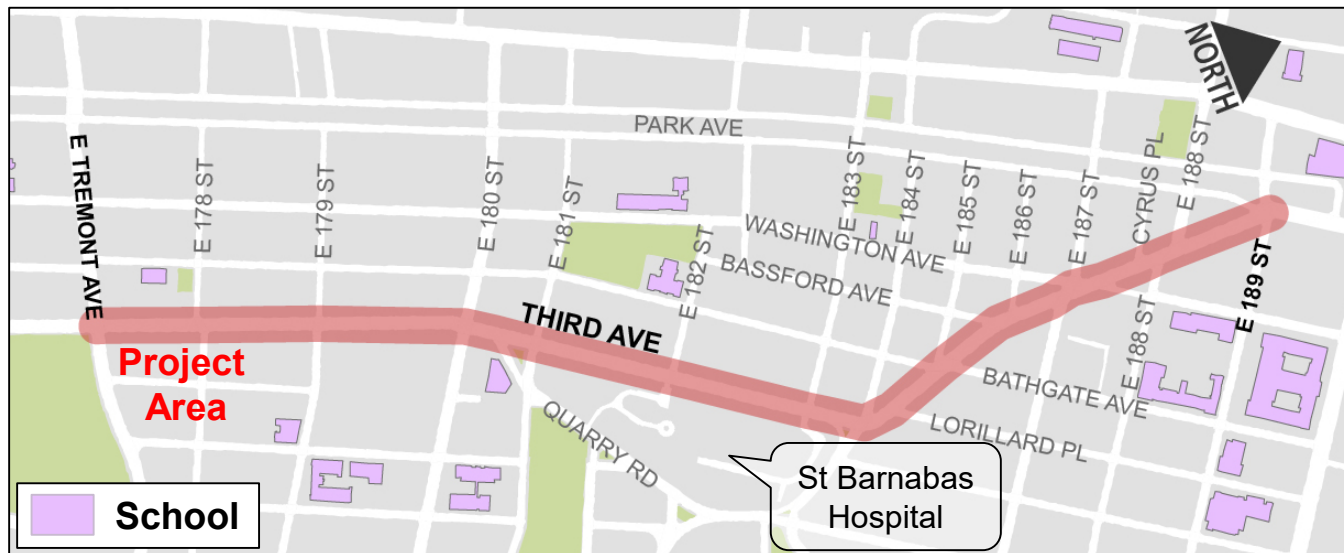 NORTH
PARK AVE
E TREMONT AVE
E 178 ST
E 179 ST
E 180 ST
E 181 ST
E 182 ST
E 183 ST
E 184 ST
E 185 ST
E 186 ST
E 187 ST
CYRUS PL
E 188 ST
WASHINGTON AVE
BASSFORD AVE
THIRD AVE
E 189 ST
E 188 ST
Project
Area
BATHGATE AVE
LORILLARD PL
QUARRY RD
St Barnabas
Hospital
School